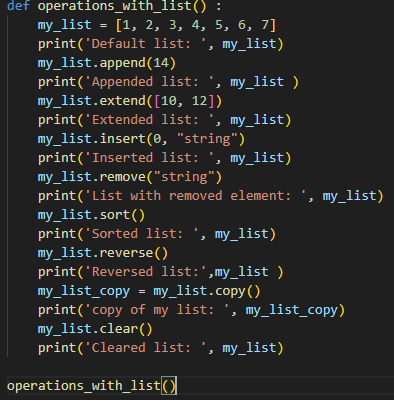 def operations_with_list() :
    my_list = [1, 2, 3, 4, 5, 6, 7]
    print('Default list: ', my_list)
    my_list.append(14)
    print('Appended list: ', my_list )
    my_list.extend([10, 12])
    print('Extended list: ', my_list)
    my_list.insert(0, "string")
    print('Inserted list: ', my_list)
    my_list.remove("string")
    print('List with removed element: ', my_list)
    my_list.sort()
    print('Sorted list: ', my_list)
    my_list.reverse()
    print('Reversed list:',my_list )
    my_list_copy = my_list.copy()
    print('copy of my list: ', my_list_copy)
    my_list.clear()
    print('Cleared list: ', my_list)

operations_with_list()